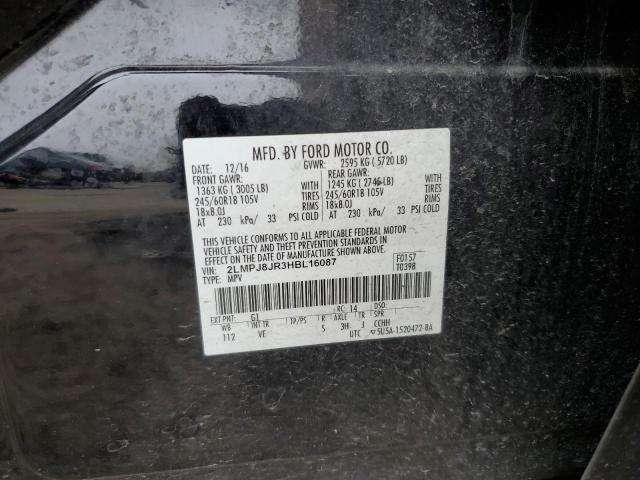 MFD. BY FORD MOTOR CO.
DATE: 12/16 GVWR: 2595 KG ( 5720 LB)
FRONT GAWR: REAR GAWR:
1363 KG ( 3005 LB) WITH 1245 KG ( 2745 LB) WITH
245/60R18 105V TIRES 245/60R18 105V TIRES
18x8.0J RIMS 18x8.0J RIMS
AT 230 kPa/ 33 PSI COLD AT 230 kPa/ 33 PSI COLD
THIS VEHICLE CONFORMS TO ALL APPLICABLE FEDERAL MOTOR
VEHICLE SAFETY AND THEFT PREVENTION STANDARDS IN EFFECT ON
THE DATE OF MANUFACTURE SHOWN ABOVE.
VIN: 2LMPJ8JR3HBL16087 F0157
TYPE: MPV T0398
EXT PNT: G1 RC: 14 DSO:
WB INT TR TP/PS R AXLE TR SPR
112 VE S 3H J CCHH
UTC 5U5A-1520472-BA